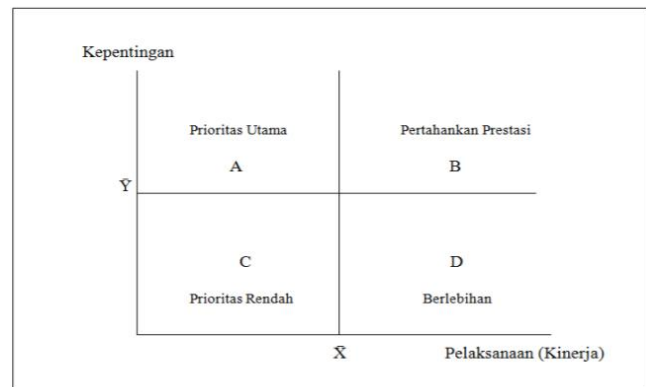 Kepentingan
Prioritas Utama
Pertahankan Prestasi
A
B
Ȳ
C
D
Prioritas Rendah
Berlebihan
X̄
Pelaksanaan (Kinerja)